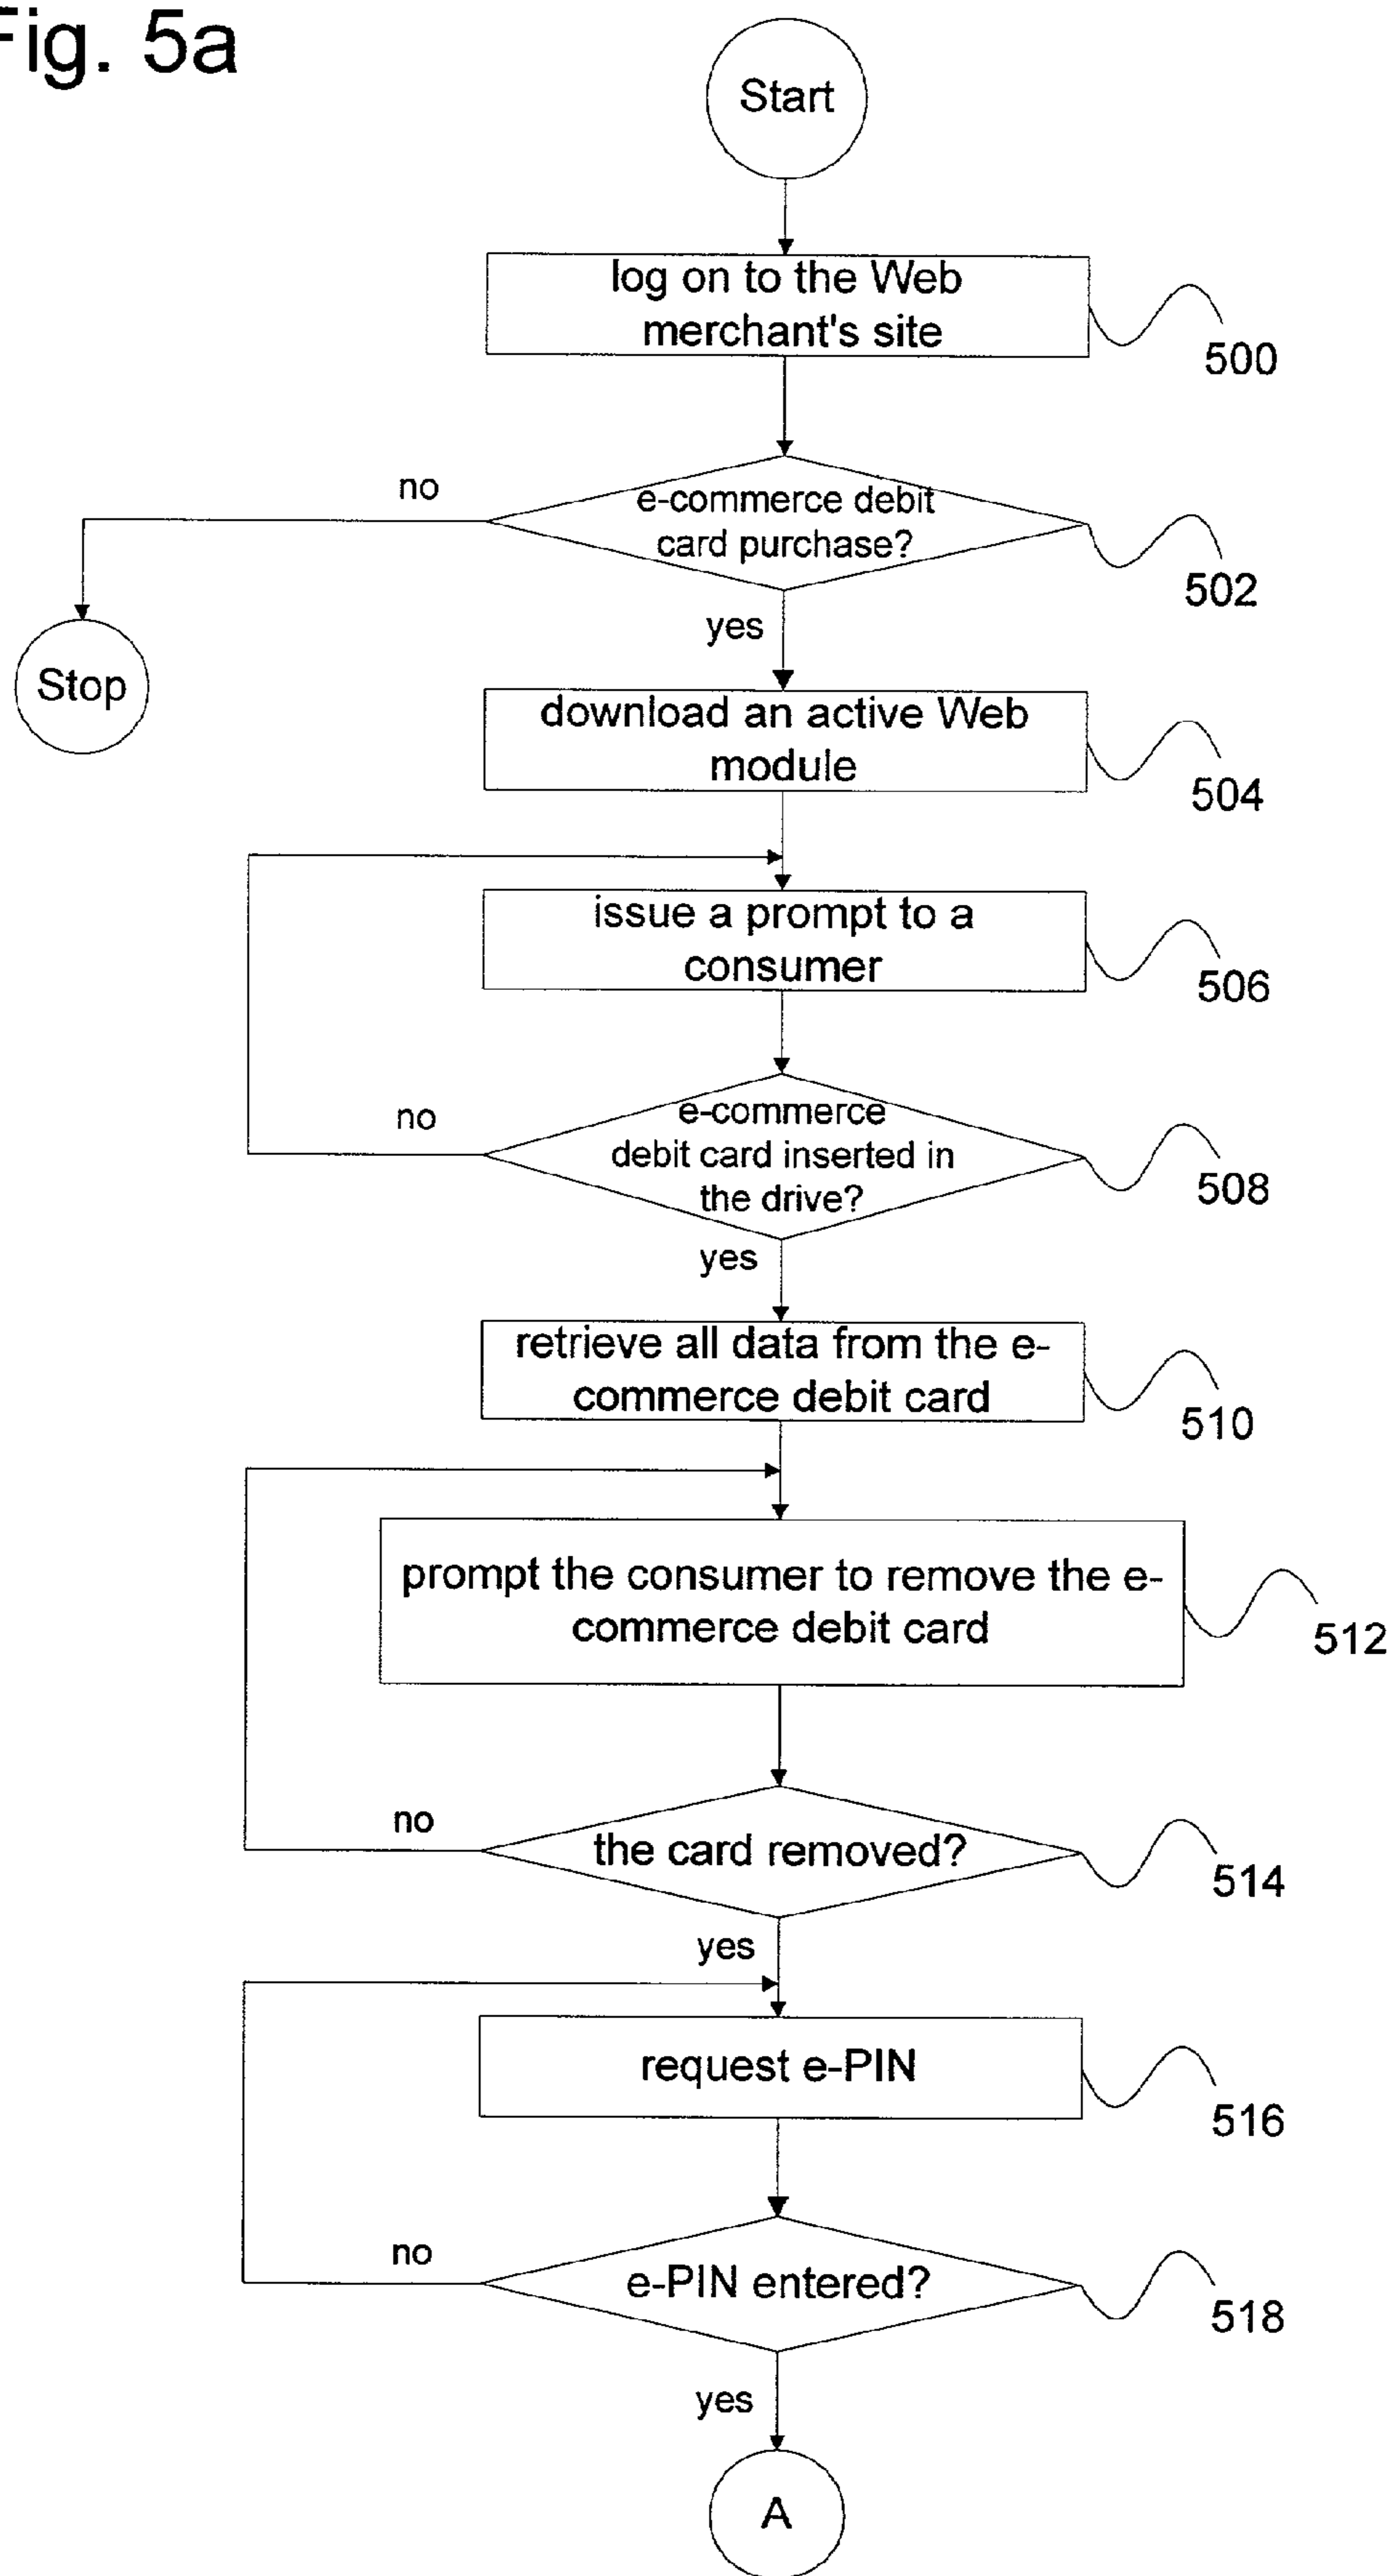 Fig. 5a
Start
log on to the Web
merchant's site
500
no
e-commerce debit
card purchase?
502
yes
Stop
download an active Web
module
504
issue a prompt to a
consumer
506
no
e-commerce
debit card inserted in
the drive?
508
yes
retrieve all data from the e-
commerce debit card
510
prompt the consumer to remove the e-
commerce debit card
512
no
the card removed?
514
yes
request e-PIN
516
no
e-PIN entered?
518
yes
A